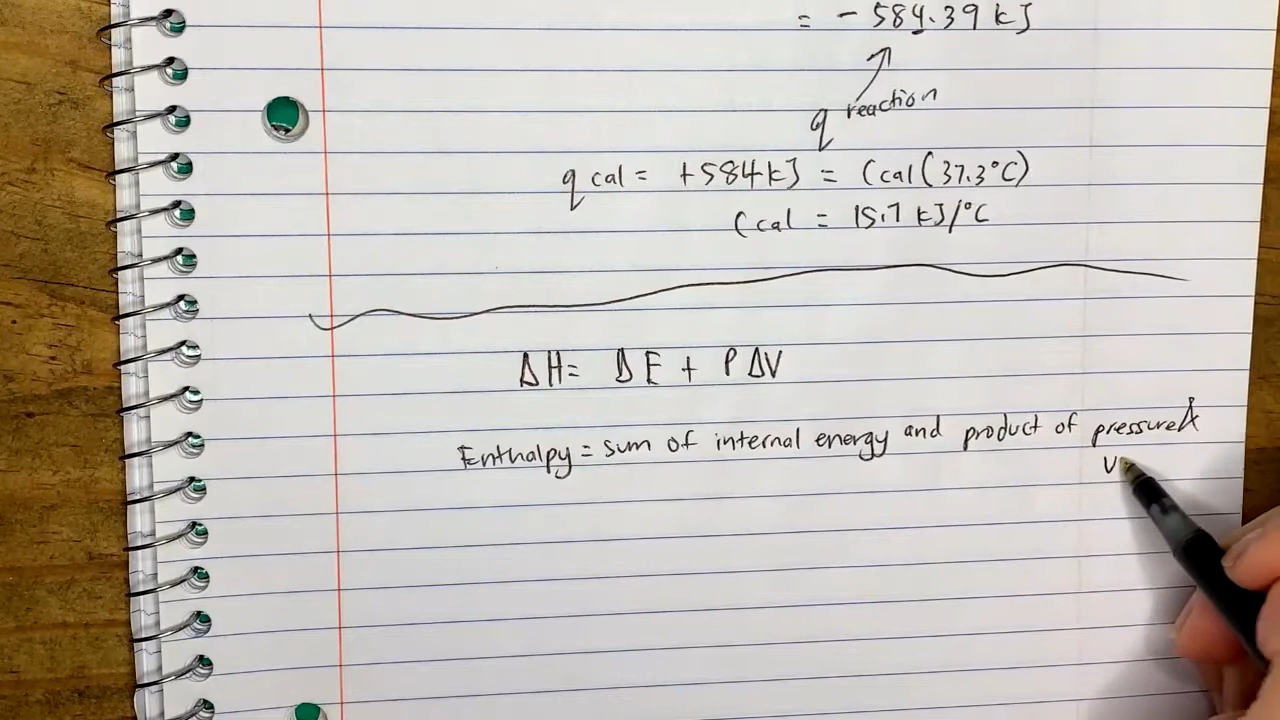 = - 584.39 kJ
q reaction
q cal = +584 kJ = Ccal (37.3°C)
Ccal = 15.7 kJ/°C
ΔH = ΔE + PΔV
Enthalpy = sum of internal energy and product of pressure &
v